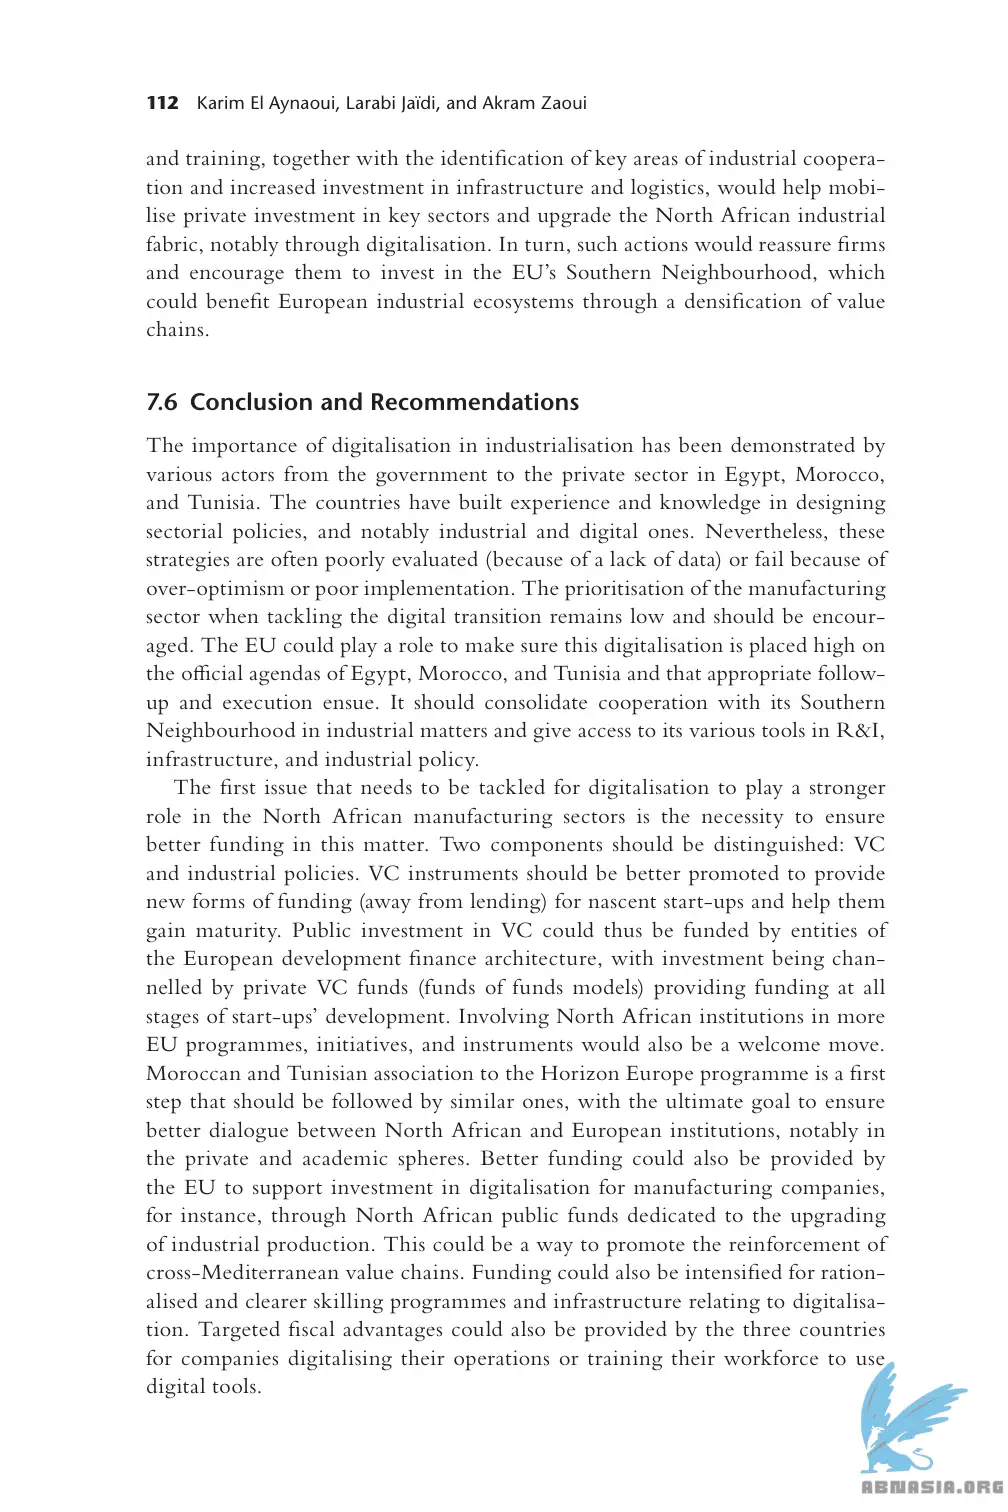 112 Karim El Aynaoui, Larabi Jaïdi, and Akram Zaoui
and training, together with the identification of key areas of industrial coopera-
tion and increased investment in infrastructure and logistics, would help mobi-
lise private investment in key sectors and upgrade the North African industrial
fabric, notably through digitalisation. In turn, such actions would reassure firms
and encourage them to invest in the EU's Southern Neighbourhood, which
could benefit European industrial ecosystems through a densification of value
chains.
7.6 Conclusion and Recommendations
The importance of digitalisation in industrialisation has been demonstrated by
various actors from the government to the private sector in Egypt, Morocco,
and Tunisia. The countries have built experience and knowledge in designing
sectorial policies, and notably industrial and digital ones. Nevertheless, these
strategies are often poorly evaluated (because of a lack of data) or fail because of
over-optimism or poor implementation. The prioritisation of the manufacturing
sector when tackling the digital transition remains low and should be encour-
aged. The EU could play a role to make sure this digitalisation is placed high on
the official agendas of Egypt, Morocco, and Tunisia and that appropriate follow-
up and execution ensue. It should consolidate cooperation with its Southern
Neighbourhood in industrial matters and give access to its various tools in R&I,
infrastructure, and industrial policy.
The first issue that needs to be tackled for digitalisation to play a stronger
role in the North African manufacturing sectors is the necessity to ensure
better funding in this matter. Two components should be distinguished: VC
and industrial policies. VC instruments should be better promoted to provide
new forms of funding (away from lending) for nascent start-ups and help them
gain maturity. Public investment in VC could thus be funded by entities of
the European development finance architecture, with investment being chan-
nelled by private VC funds (funds of funds models) providing funding at all
stages of start-ups' development. Involving North African institutions in more
EU programmes, initiatives, and instruments would also be a welcome move.
Moroccan and Tunisian association to the Horizon Europe programme is a first
step that should be followed by similar ones, with the ultimate goal to ensure
better dialogue between North African and European institutions, notably in
the private and academic spheres. Better funding could also be provided by
the EU to support investment in digitalisation for manufacturing companies,
for instance, through North African public funds dedicated to the upgrading
of industrial production. This could be a way to promote the reinforcement of
cross-Mediterranean value chains. Funding could also be intensified for ration-
alised and clearer skilling programmes and infrastructure relating to digitalisa-
tion. Targeted fiscal advantages could also be provided by the three countries
for companies digitalising their operations or training their workforce to use
digital tools.
ABNASIA.ORG